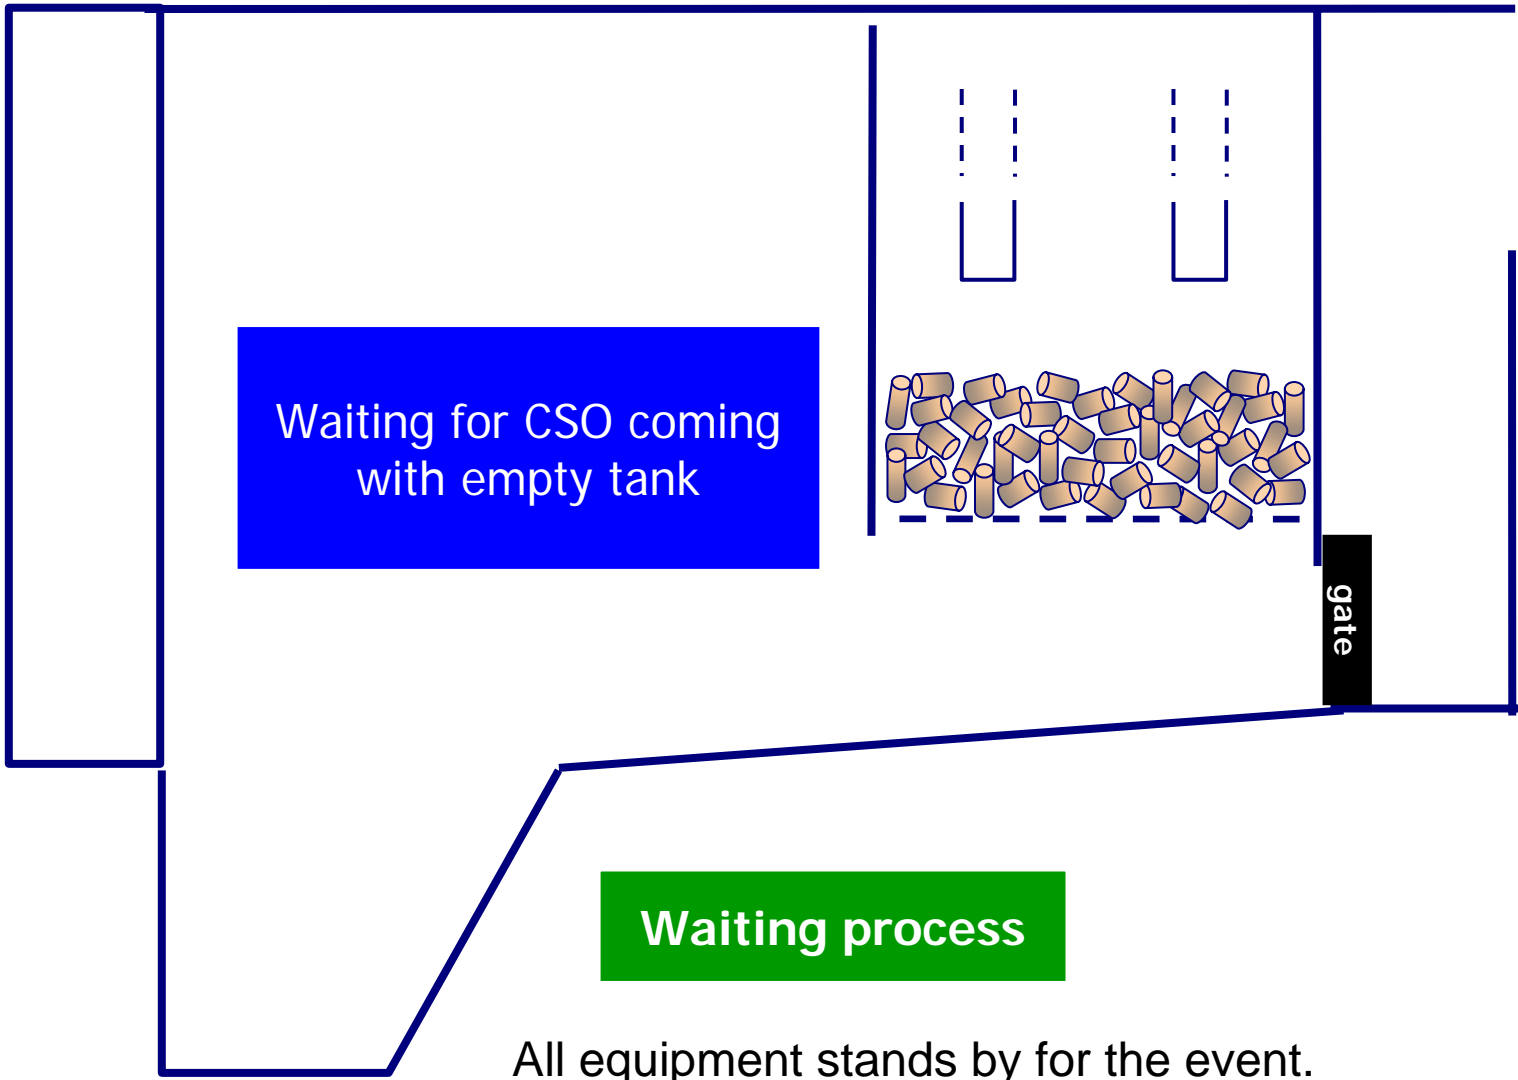 Waiting for CSO coming
with empty tank
gate
Waiting process
All equipment stands by for the event.